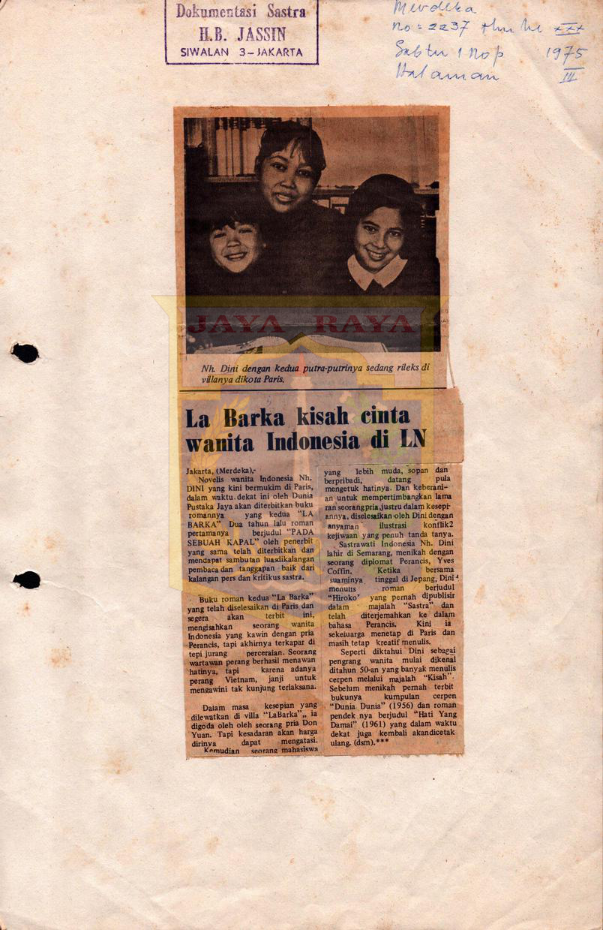 Dokumentasi Sastra
H.B. JASSIN
SIWALAN 3-JAKARTA
Merdeka
no: 2237 thn ke XXX
Sabtu 1 Nop 1975
Halaman III
JAYA RAYA
Nh. Dini dengan kedua putra-putrinya sedang rileks di
villanya dikota Paris.
La Barka kisah cinta
wanita Indonesia di LN
Jakarta, (Merdeka),-
Novelis wanita Indonesia Nh.
DINI yang kini bermukim di Paris,
dalam waktu dekat ini oleh Dunia
Pustaka Jaya akan diterbitkan buku
romannya yang kedua "LA
BARKA" Dua tahun lalu roman
pertamanya berjudul "PADA
SEBUAH KAPAL" oleh penerbit
yang sama telah diterbitkan dan
mendapat sambutan luasdikalangan
pembaca dan tanggapan baik di
kalangan pers dan kritikus sastra.
Buku roman kedua "La Barka"
yang telah diselesaikan di Paris dan
segera akan terbit ini,
mengisahkan seorang wanita
Indonesia yang kawin dengan pria
Perancis, tapi akhirnya terkapar di
tepi jurang perceraian. Seorang
wartawan perang berhasil menawan
hatinya, tapi karena adanya
perang Vietnam, janji untuk
mengawini tak kunjung terlaksana.
Dalam masa kesepian yang
dilewatkan di villa "LaBarka", ia
digoda oleh oleh seorang pria Don
Yuan. Tapi kesadaran akan harga
dirinya dapat mengatasi.
Kemudian seorang mahasiswa
yang lebih muda, sopan dan
berpribadi, datang pula
mengetuk hatinya. Dan keberani-
an untuk mempertimbangkan lama
ran seorangpria, justru dalam kesepi
annya, diselesaikan oleh Dini dengan
anyaman ilustrasi konflik2
kejiwaan yang penuh tanda tanya.
Sastrawati Indonesia Nh. Dini
lahir di Semarang, menikah dengan
seorang diplomat Perancis, Yves
Coffin. Ketika bersama
suaminya tinggal di Jepang, Dini
menulis roman berjudul
"Hiroko" yang pernah dipublisir
dalam majalah "Sastra" dan
telah diterjemahkan ke dalam
bahasa Perancis. Kini ia
sekeluarga menetap di Paris dan
masih tetap kreatif menulis.
Seperti diktahui Dini sebagai
pengrang wanita mulai dikenal
ditahun 50-an yang banyak menulis
cerpen melalui majalah "Kisah".
Sebelum menikah pernah terbit
bukunya kumpulan cerpen
"Dunia Dunia" (1956) dan roman
pendek nya berjudul "Hati Yang
Damai" (1961) yang dalam waktu
dekat juga kembali akandicetak
ulang. (dsm).***